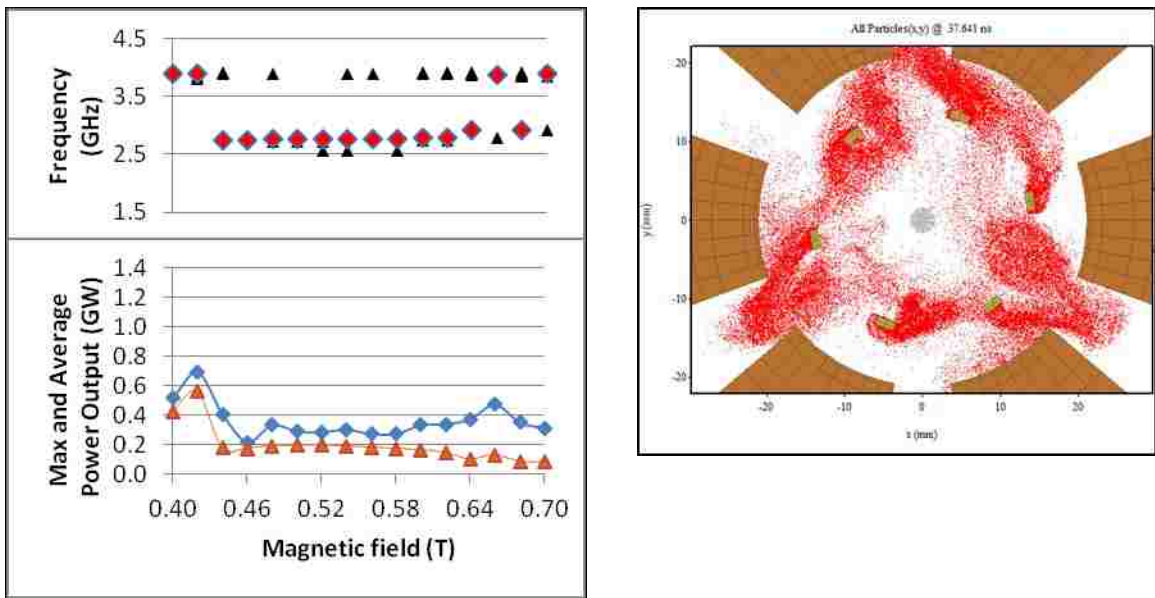 4.5
3.5
2.5
1.5
Frequency
(GHz)
1.4
1.2
1.0
0.8
0.6
0.4
0.2
0.0
Max and Average
Power Output (GW)
0.40 0.46 0.52 0.58 0.64 0.70
Magnetic field (T)
All Particles(x,y) @ 37.641 ns
20
10
0
-10
-20
y (mm)
-20 -10 0 10 20
x (mm)